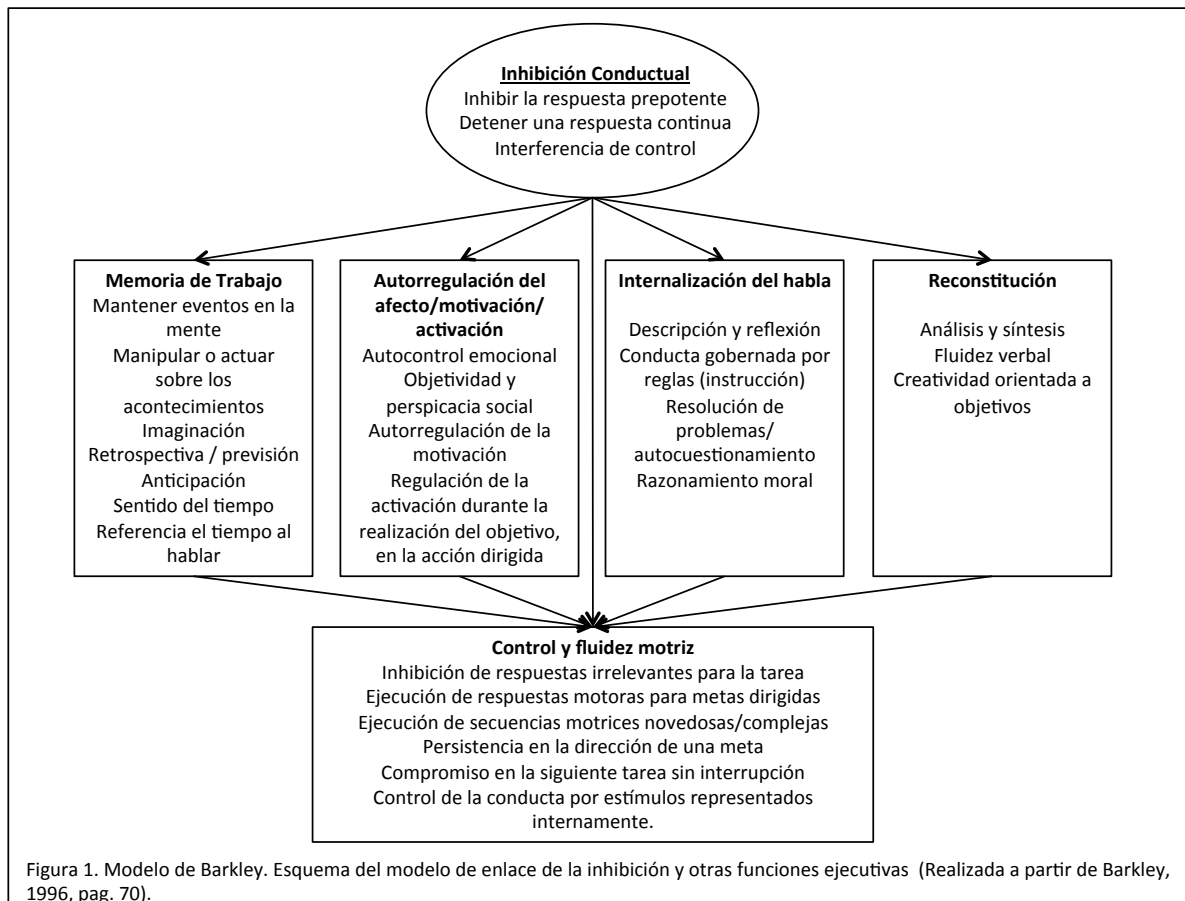 Inhibición Conductual
Inhibir la respuesta prepotente
Detener una respuesta continua
Interferencia de control
Memoria de Trabajo
Mantener eventos en la
mente
Manipular o actuar
sobre los
acontecimientos
Imaginación
Retrospectiva / previsión
Anticipación
Sentido del tiempo
Referencia el tiempo al
hablar
Autorregulación del
afecto/motivación/
activación
Autocontrol emocional
Objetividad y
perspicacia social
Autorregulación de la
motivación
Regulación de la
activación durante la
realización del objetivo,
en la acción dirigida
Internalización del habla
Descripción y reflexión
Conducta gobernada por
reglas (instrucción)
Resolución de
problemas/
autocuestionamiento
Razonamiento moral
Reconstitución
Análisis y síntesis
Fluidez verbal
Creatividad orientada a
objetivos
Control y fluidez motriz
Inhibición de respuestas irrelevantes para la tarea
Ejecución de respuestas motoras para metas dirigidas
Ejecución de secuencias motrices novedosas/complejas
Persistencia en la dirección de una meta
Compromiso en la siguiente tarea sin interrupción
Control de la conducta por estímulos representados
internamente.
Figura 1. Modelo de Barkley. Esquema del modelo de enlace de la inhibición y otras funciones ejecutivas (Realizada a partir de Barkley,
1996, pag. 70).